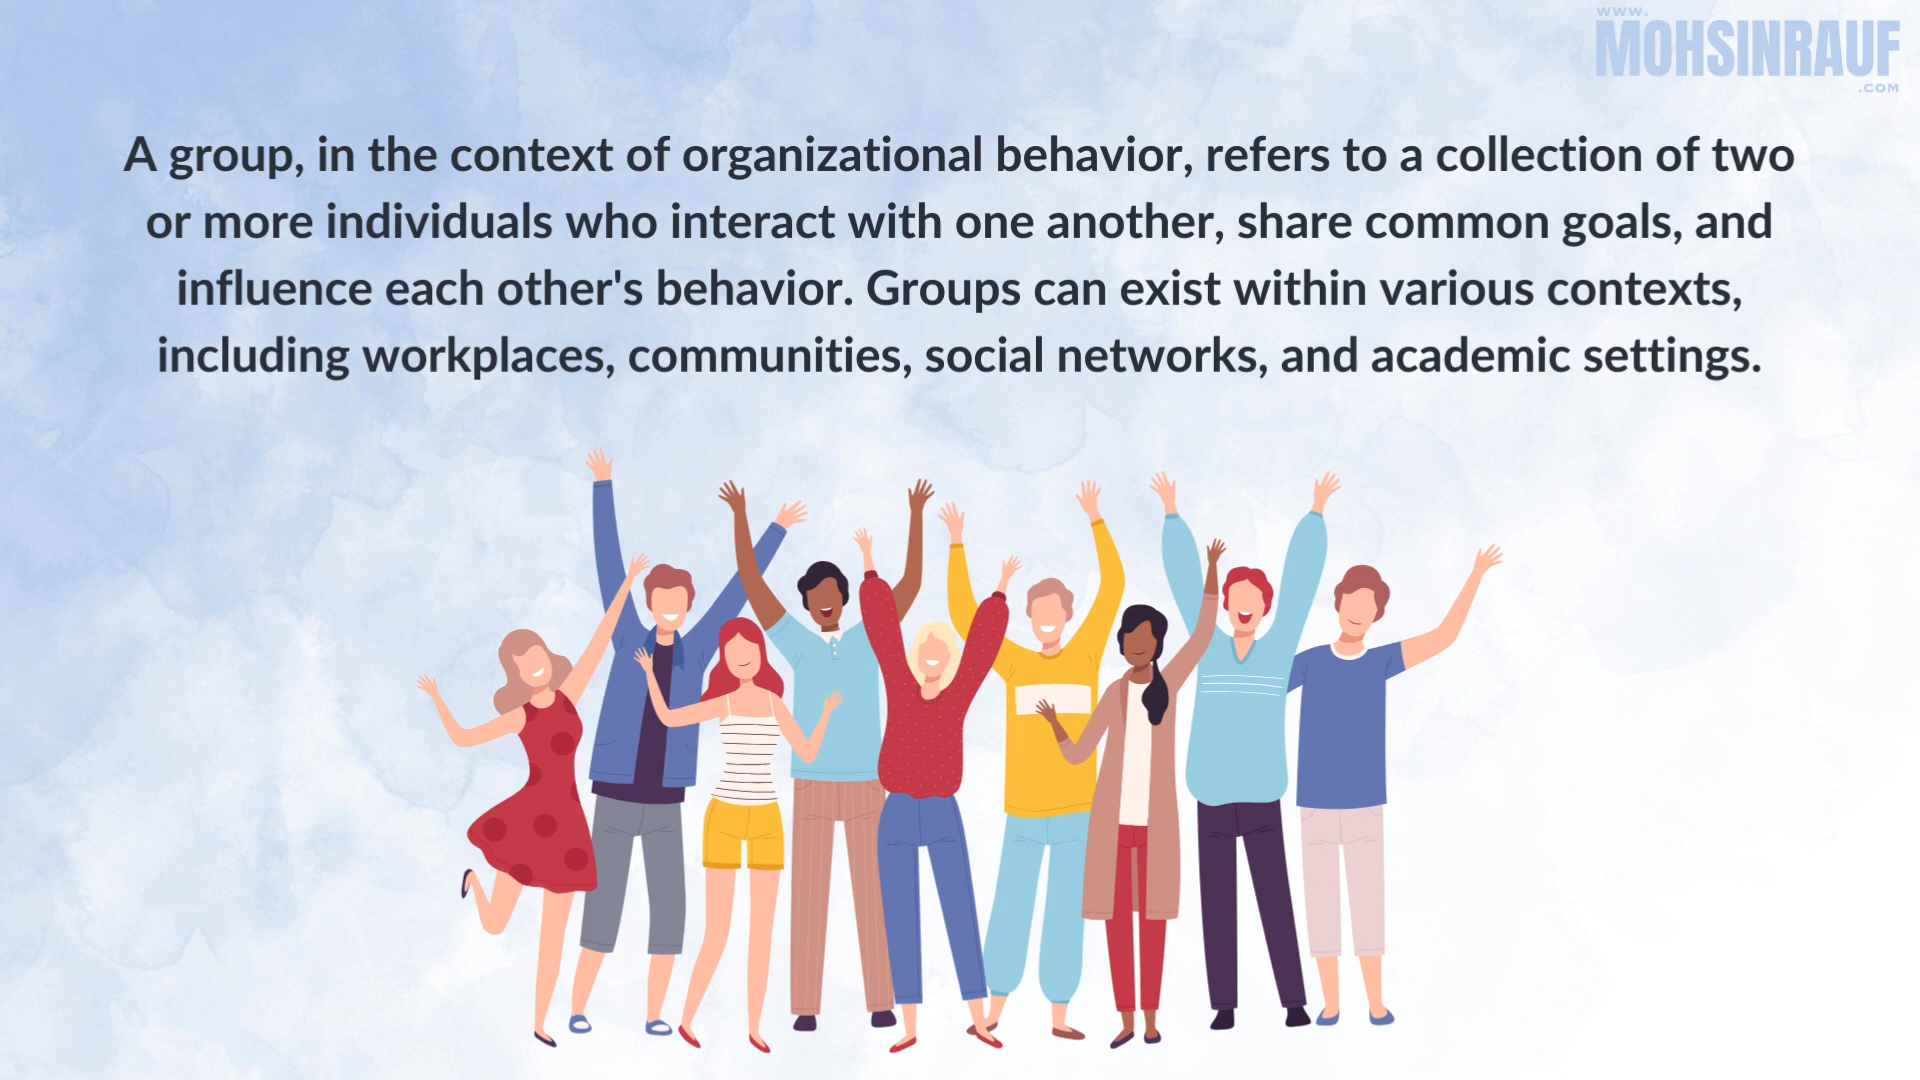 www.
MOHSINRAUF
.COM
A group, in the context of organizational behavior, refers to a collection of two
or more individuals who interact with one another, share common goals, and
influence each other's behavior. Groups can exist within various contexts,
including workplaces, communities, social networks, and academic settings.